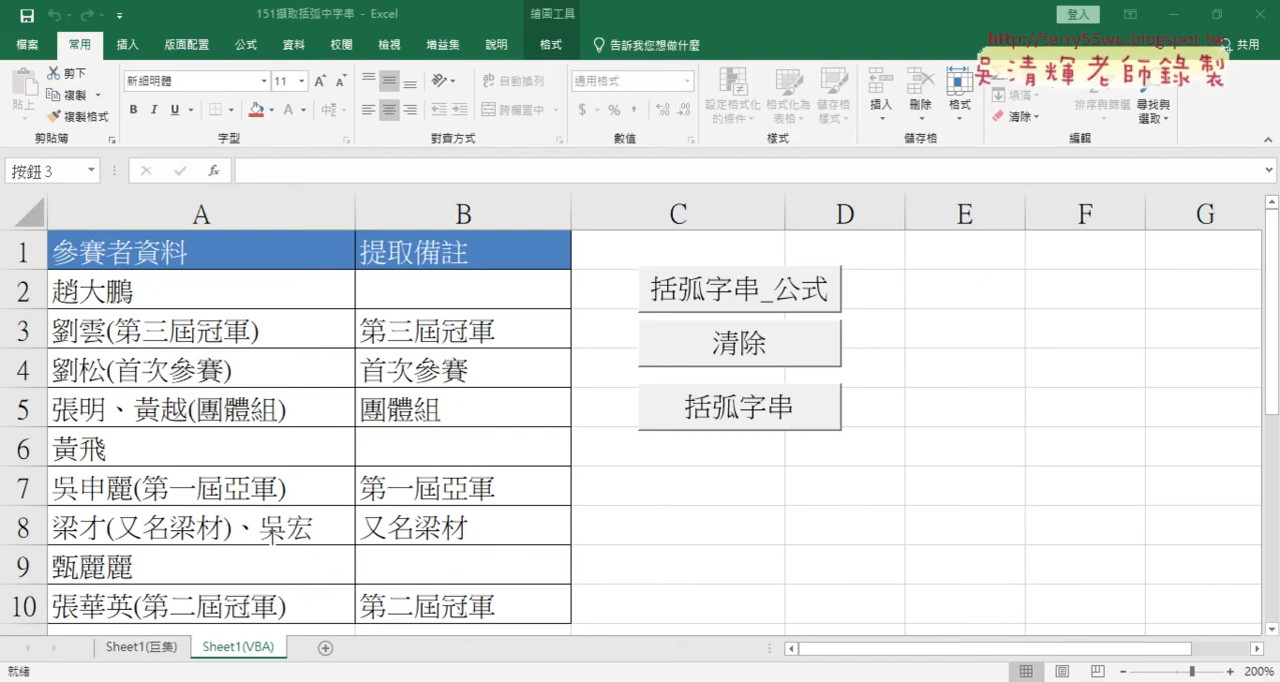 151擷取括弧中字串 - Excel
繪圖工具
登入
檔案 常用 插入 版面配置 公式 資料 校閱 檢視 增益集 說明 格式 告訴我您想做什麼 共用
http://terry55wu.blogspot.tw
吳清輝老師錄製
貼上 剪下 複製 複製格式 剪貼簿
新細明體 11 B I U A 中 字型
自動換列 跨欄置中 對齊方式
通用格式 $ % , 數值
設定格式化的條件 格式化為表格 儲存格樣式 樣式
插入 刪除 格式 儲存格
填滿 清除 排序與篩選 尋找與選取 編輯
按鈕 3 fx
A B C D E F G
1 參賽者資料 提取備註
2 趙大鵬
3 劉雲(第三屆冠軍) 第三屆冠軍
4 劉松(首次參賽) 首次參賽
5 張明、黃越(團體組) 團體組
6 黃飛
7 吳申麗(第一屆亞軍) 第一屆亞軍
8 梁才(又名梁材)、吳宏 又名梁材
9 甄麗麗
10 張華英(第二屆冠軍) 第二屆冠軍
括弧字串_公式
清除
括弧字串
Sheet1(巨集) Sheet1(VBA)
就緒 200%